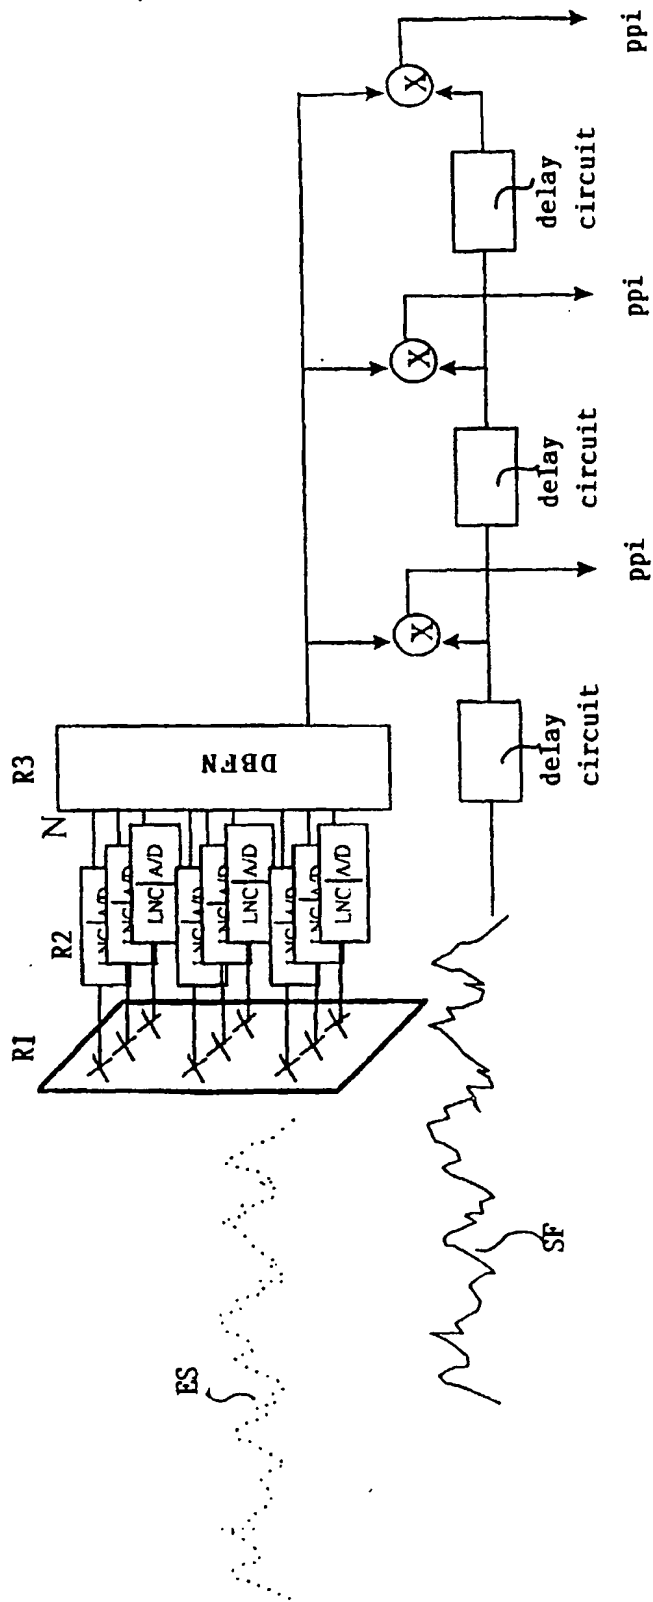 R1
R2
N
R3
LNC A/D
LNC A/D
LNC A/D
DBFN
ES
X
X
X
SF
delay
circuit
delay
circuit
delay
circuit
ppi
ppi
ppi